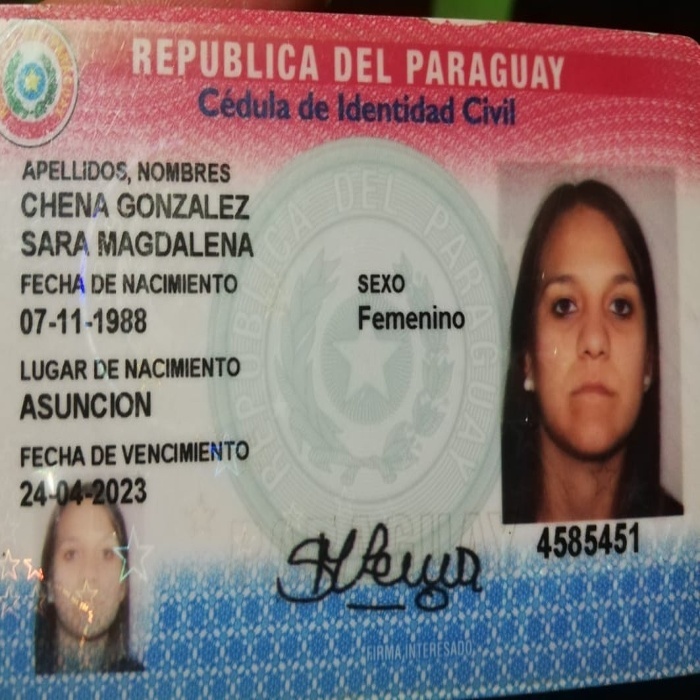 REPUBLICA DEL PARAGUAY
Cédula de Identidad Civil
APELLIDOS, NOMBRES
CHENA GONZALEZ
SARA MAGDALENA
FECHA DE NACIMIENTO
07-11-1988
SEXO
Femenino
LUGAR DE NACIMIENTO
ASUNCION
FECHA DE VENCIMIENTO
24-04-2023
4585451
FIRMA INTERESADO
REPUBLICA DEL PARAGUAY